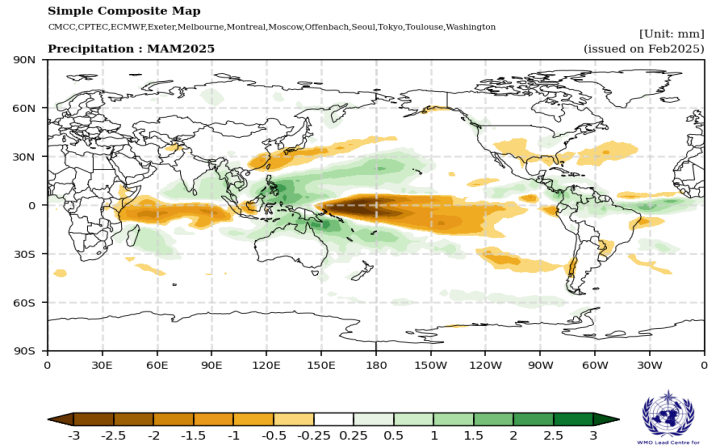 Simple Composite Map
CMCC,CPTEC,ECMWF,Exeter,Melbourne,Montreal,Moscow,Offenbach,Seoul,Tokyo,Toulouse,Washington
[Unit: mm]
Precipitation : MAM2025
(issued on Feb2025)
90N
60N
30N
0
30S
60S
90S
0 30E 60E 90E 120E 150E 180 150W 120W 90W 60W 30W 0
-3 -2.5 -2 -1.5 -1 -0.5 -0.25 0.25 0.5 1 1.5 2 2.5 3
WMO Lead Centre for